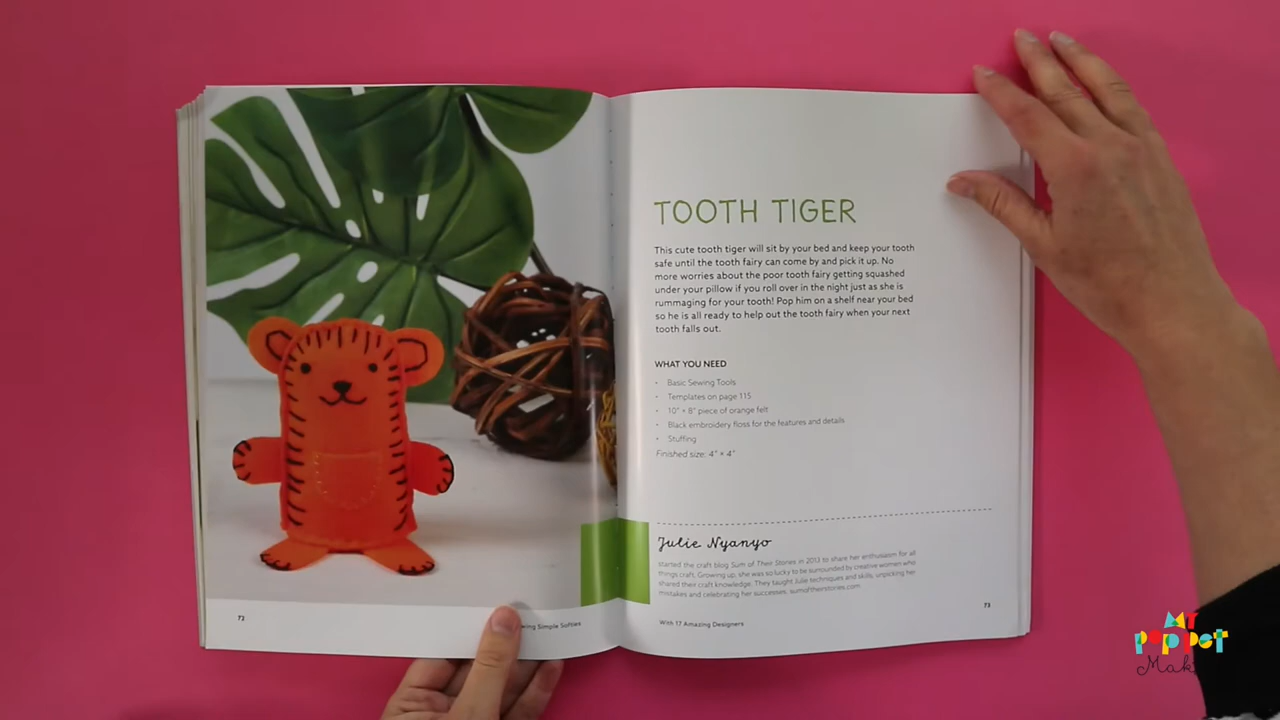 TOOTH TIGER
This cute tooth tiger will sit by your bed and keep your tooth
safe until the tooth fairy can come by and pick it up. No
more worries about the poor tooth fairy getting squashed
under your pillow if you roll over in the night just as she is
rummaging for your tooth! Pop him on a shelf near your bed
so he is all ready to help out the tooth fairy when your next
tooth falls out.
WHAT YOU NEED
• Basic Sewing Tools
• Templates on page 115
• 10" × 8" piece of orange felt
• Black embroidery floss for the features and details
• Stuffing
Finished size: 4" × 4"
Julie Nyanyo
started the craft blog Sum of Their Stories in 2013 to share her enthusiasm for all
things craft. Growing up, she was so lucky to be surrounded by creative women who
shared their craft knowledge. They taught Julie techniques and skills, unpicking her
mistakes and celebrating her successes. sumoftheirstories.com
72
Simple Softies
With 17 Amazing Designers
73
MY
POPPET
Mak